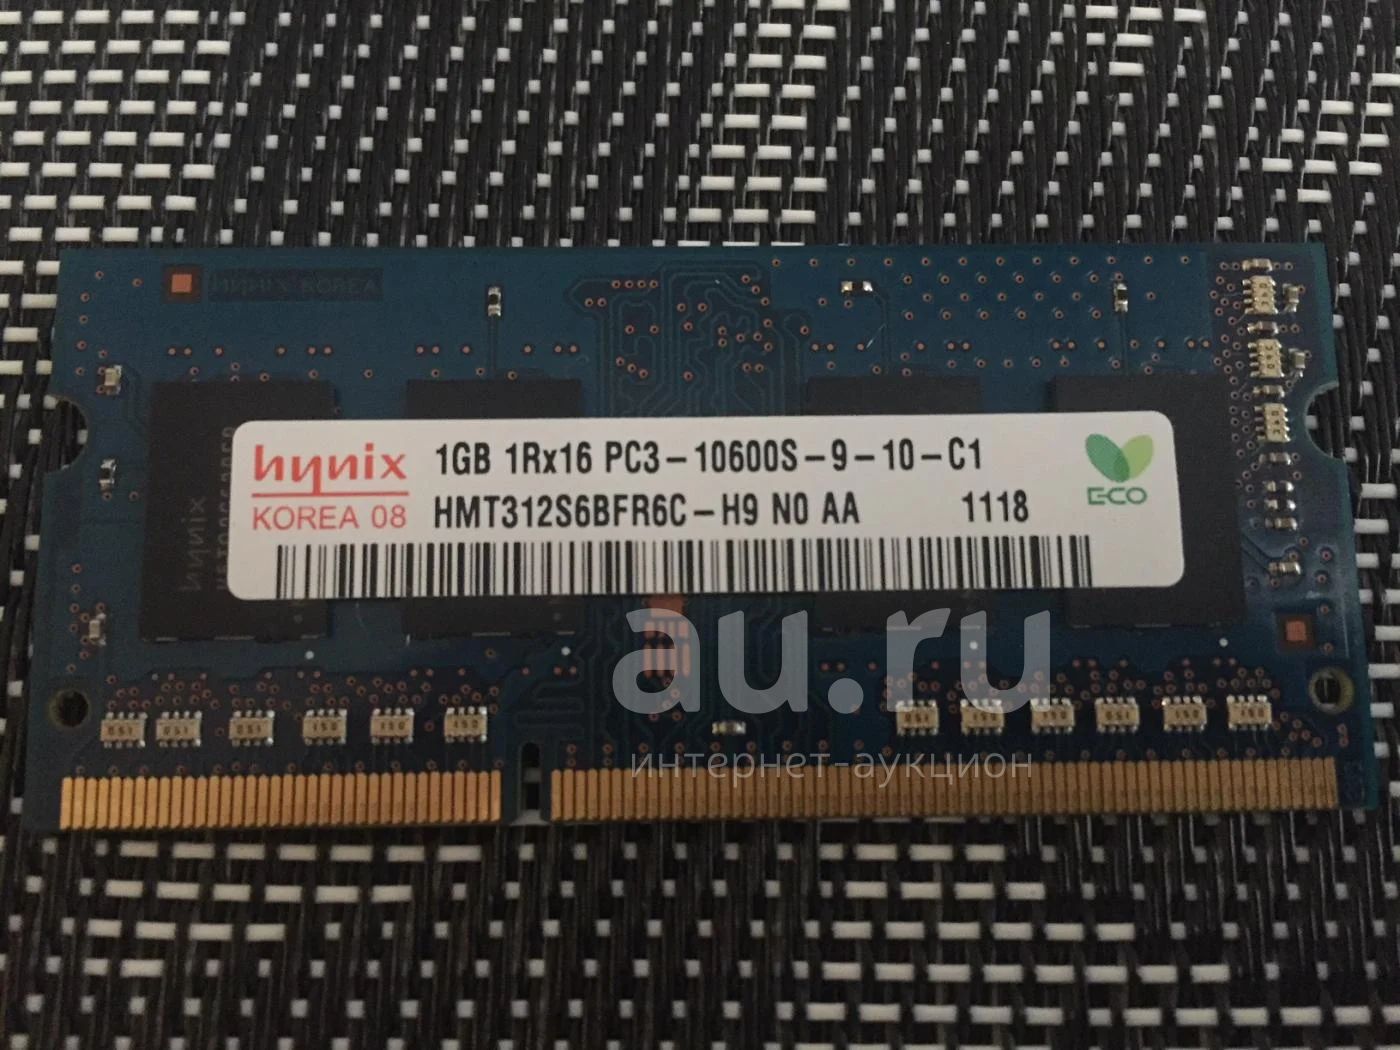 HYNIX KOREA
hynix
1GB 1Rx16 PC3-10600S-9-10-C1
KOREA 08
HMT312S6BFR6C-H9 N0 AA 1118
ECO
hynix
au.ru
интернет-аукцион